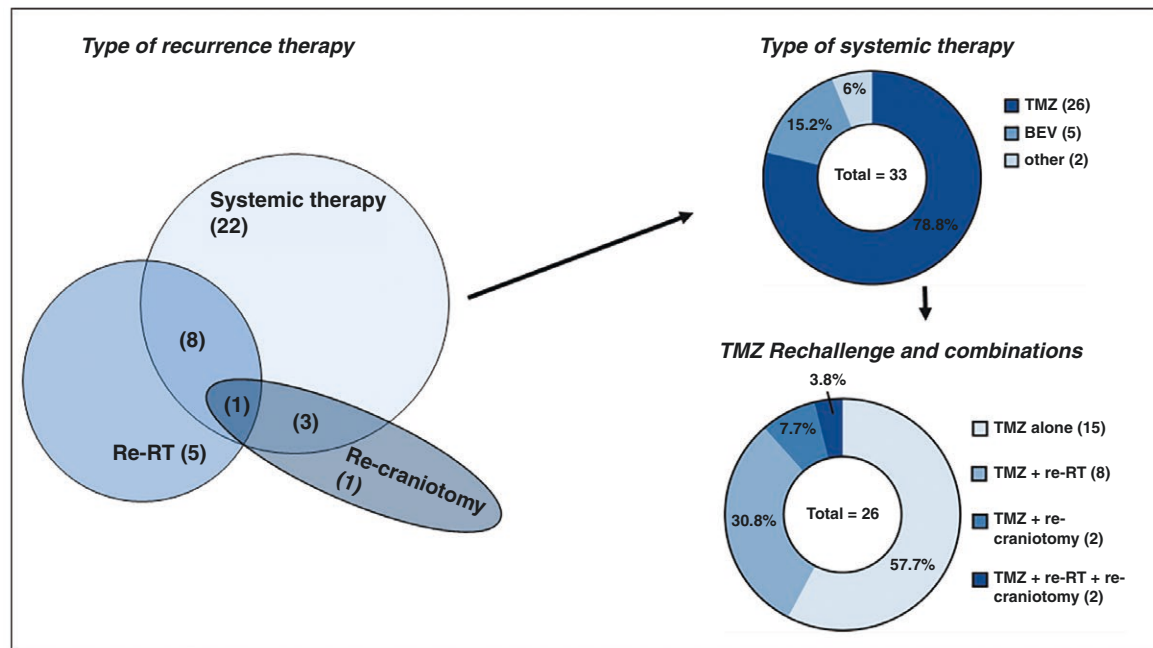 Type of recurrence therapy
Systemic therapy
(22)
(8)
(1)
(3)
Re-RT (5)
Re-craniotomy
(1)
Type of systemic therapy
6%
15.2%
Total = 33
78.8%
TMZ (26)
BEV (5)
other (2)
TMZ Rechallenge and combinations
3.8%
7.7%
30.8%
Total = 26
57.7%
TMZ alone (15)
TMZ + re-RT (8)
TMZ + re-
craniotomy (2)
TMZ + re-RT + re-
craniotomy (2)